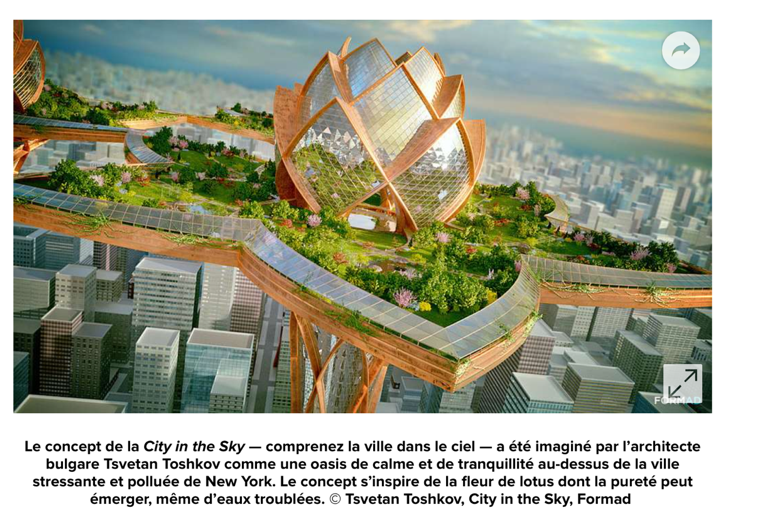 FORMAD
Le concept de la City in the Sky — comprenez la ville dans le ciel — a été imaginé par l’architecte
bulgare Tsvetan Toshkov comme une oasis de calme et de tranquillité au-dessus de la ville
stressante et polluée de New York. Le concept s’inspire de la fleur de lotus dont la pureté peut
émerger, même d’eaux troublées. © Tsvetan Toshkov, City in the Sky, Formad